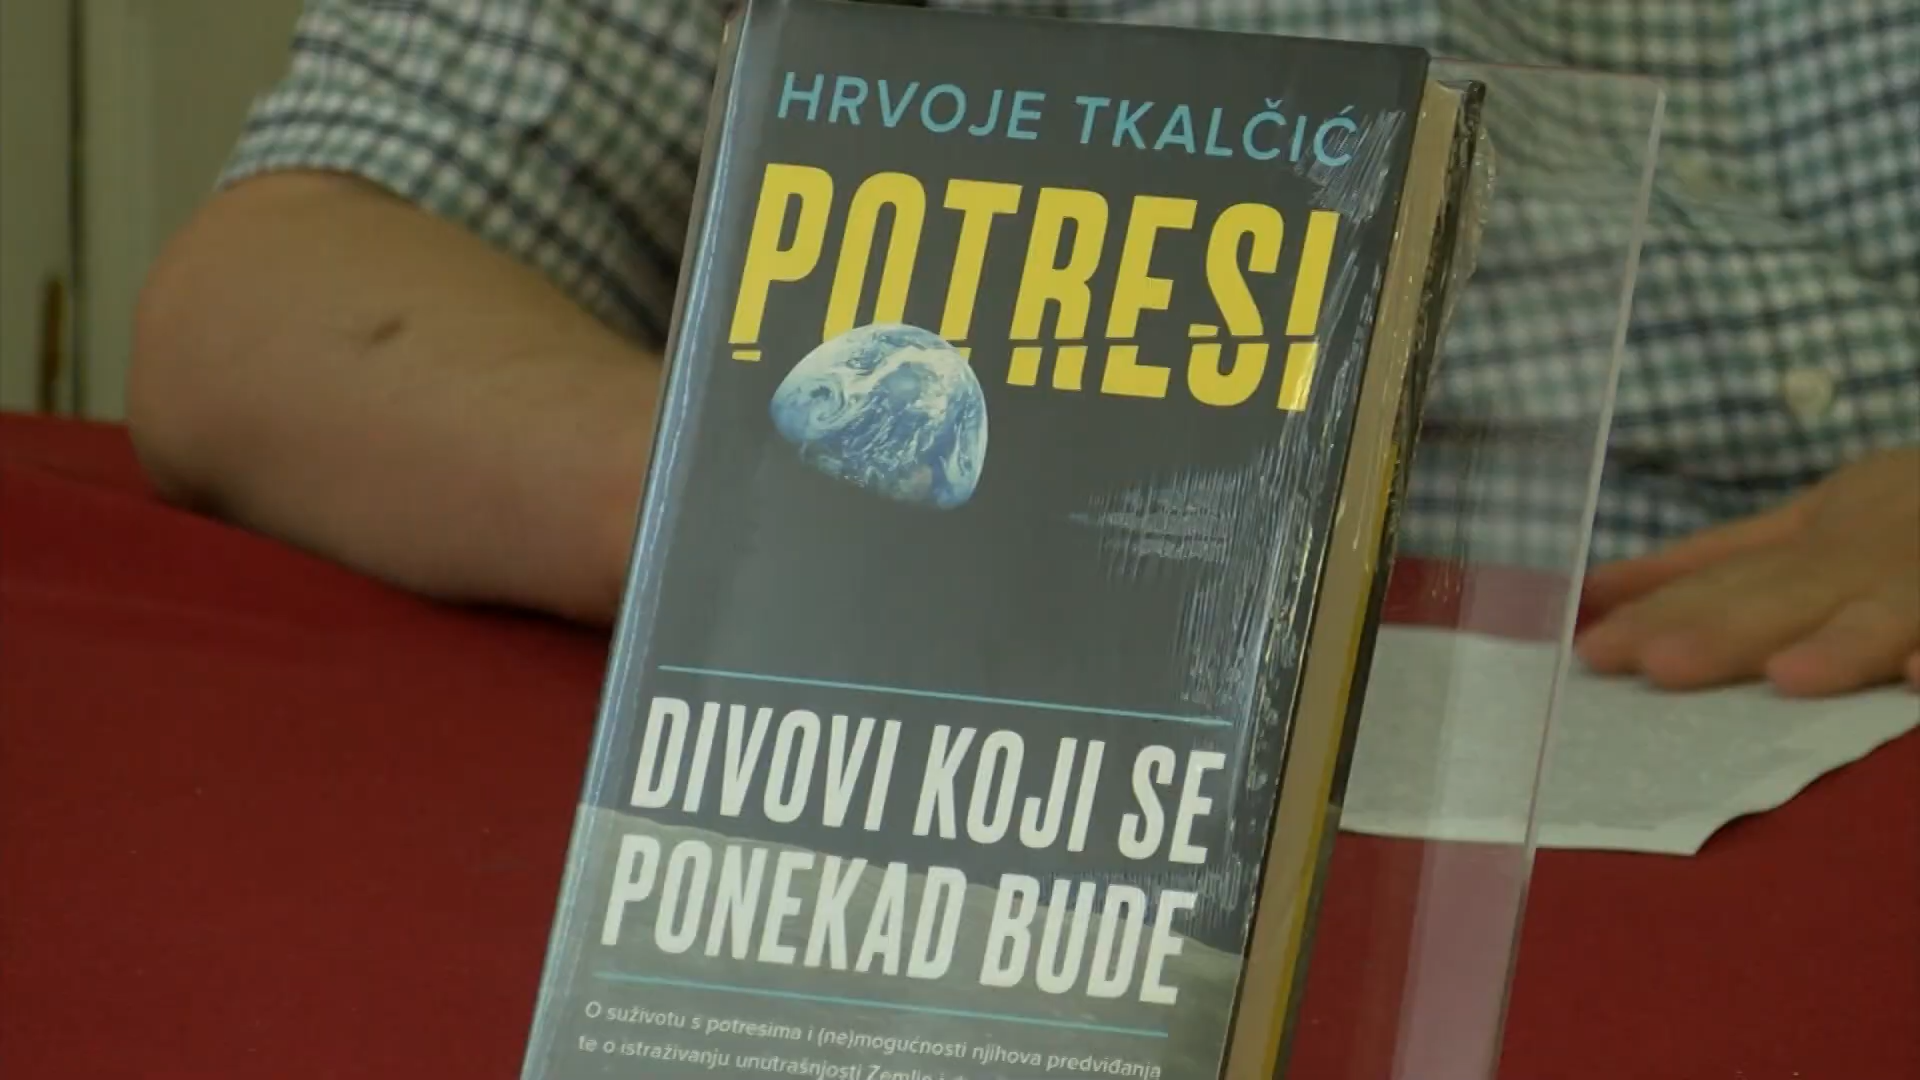 HRVOJE TKALČIĆ
POTRESI
DIVOVI KOJI SE
PONEKAD BUDE
O suživotu s potresima i (ne)mogućnosti njihova predviđanja
te o istraživanju unutrašnjosti Zemlje i